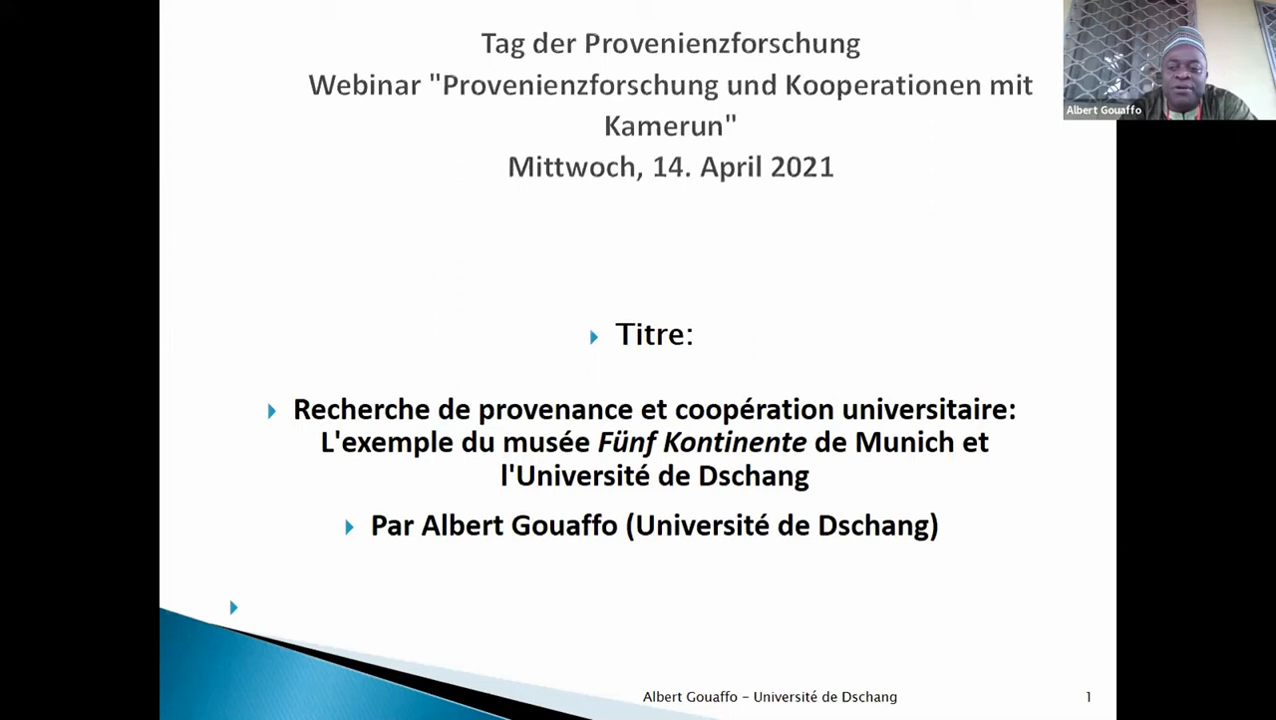 Tag der Provenienzforschung
Webinar "Provenienzforschung und Kooperationen mit
Kamerun"
Mittwoch, 14. April 2021
Albert Gouaffo
Titre:
Recherche de provenance et coopération universitaire:
L'exemple du musée Fünf Kontinente de Munich et
l'Université de Dschang
Par Albert Gouaffo (Université de Dschang)
Albert Gouaffo – Université de Dschang 1